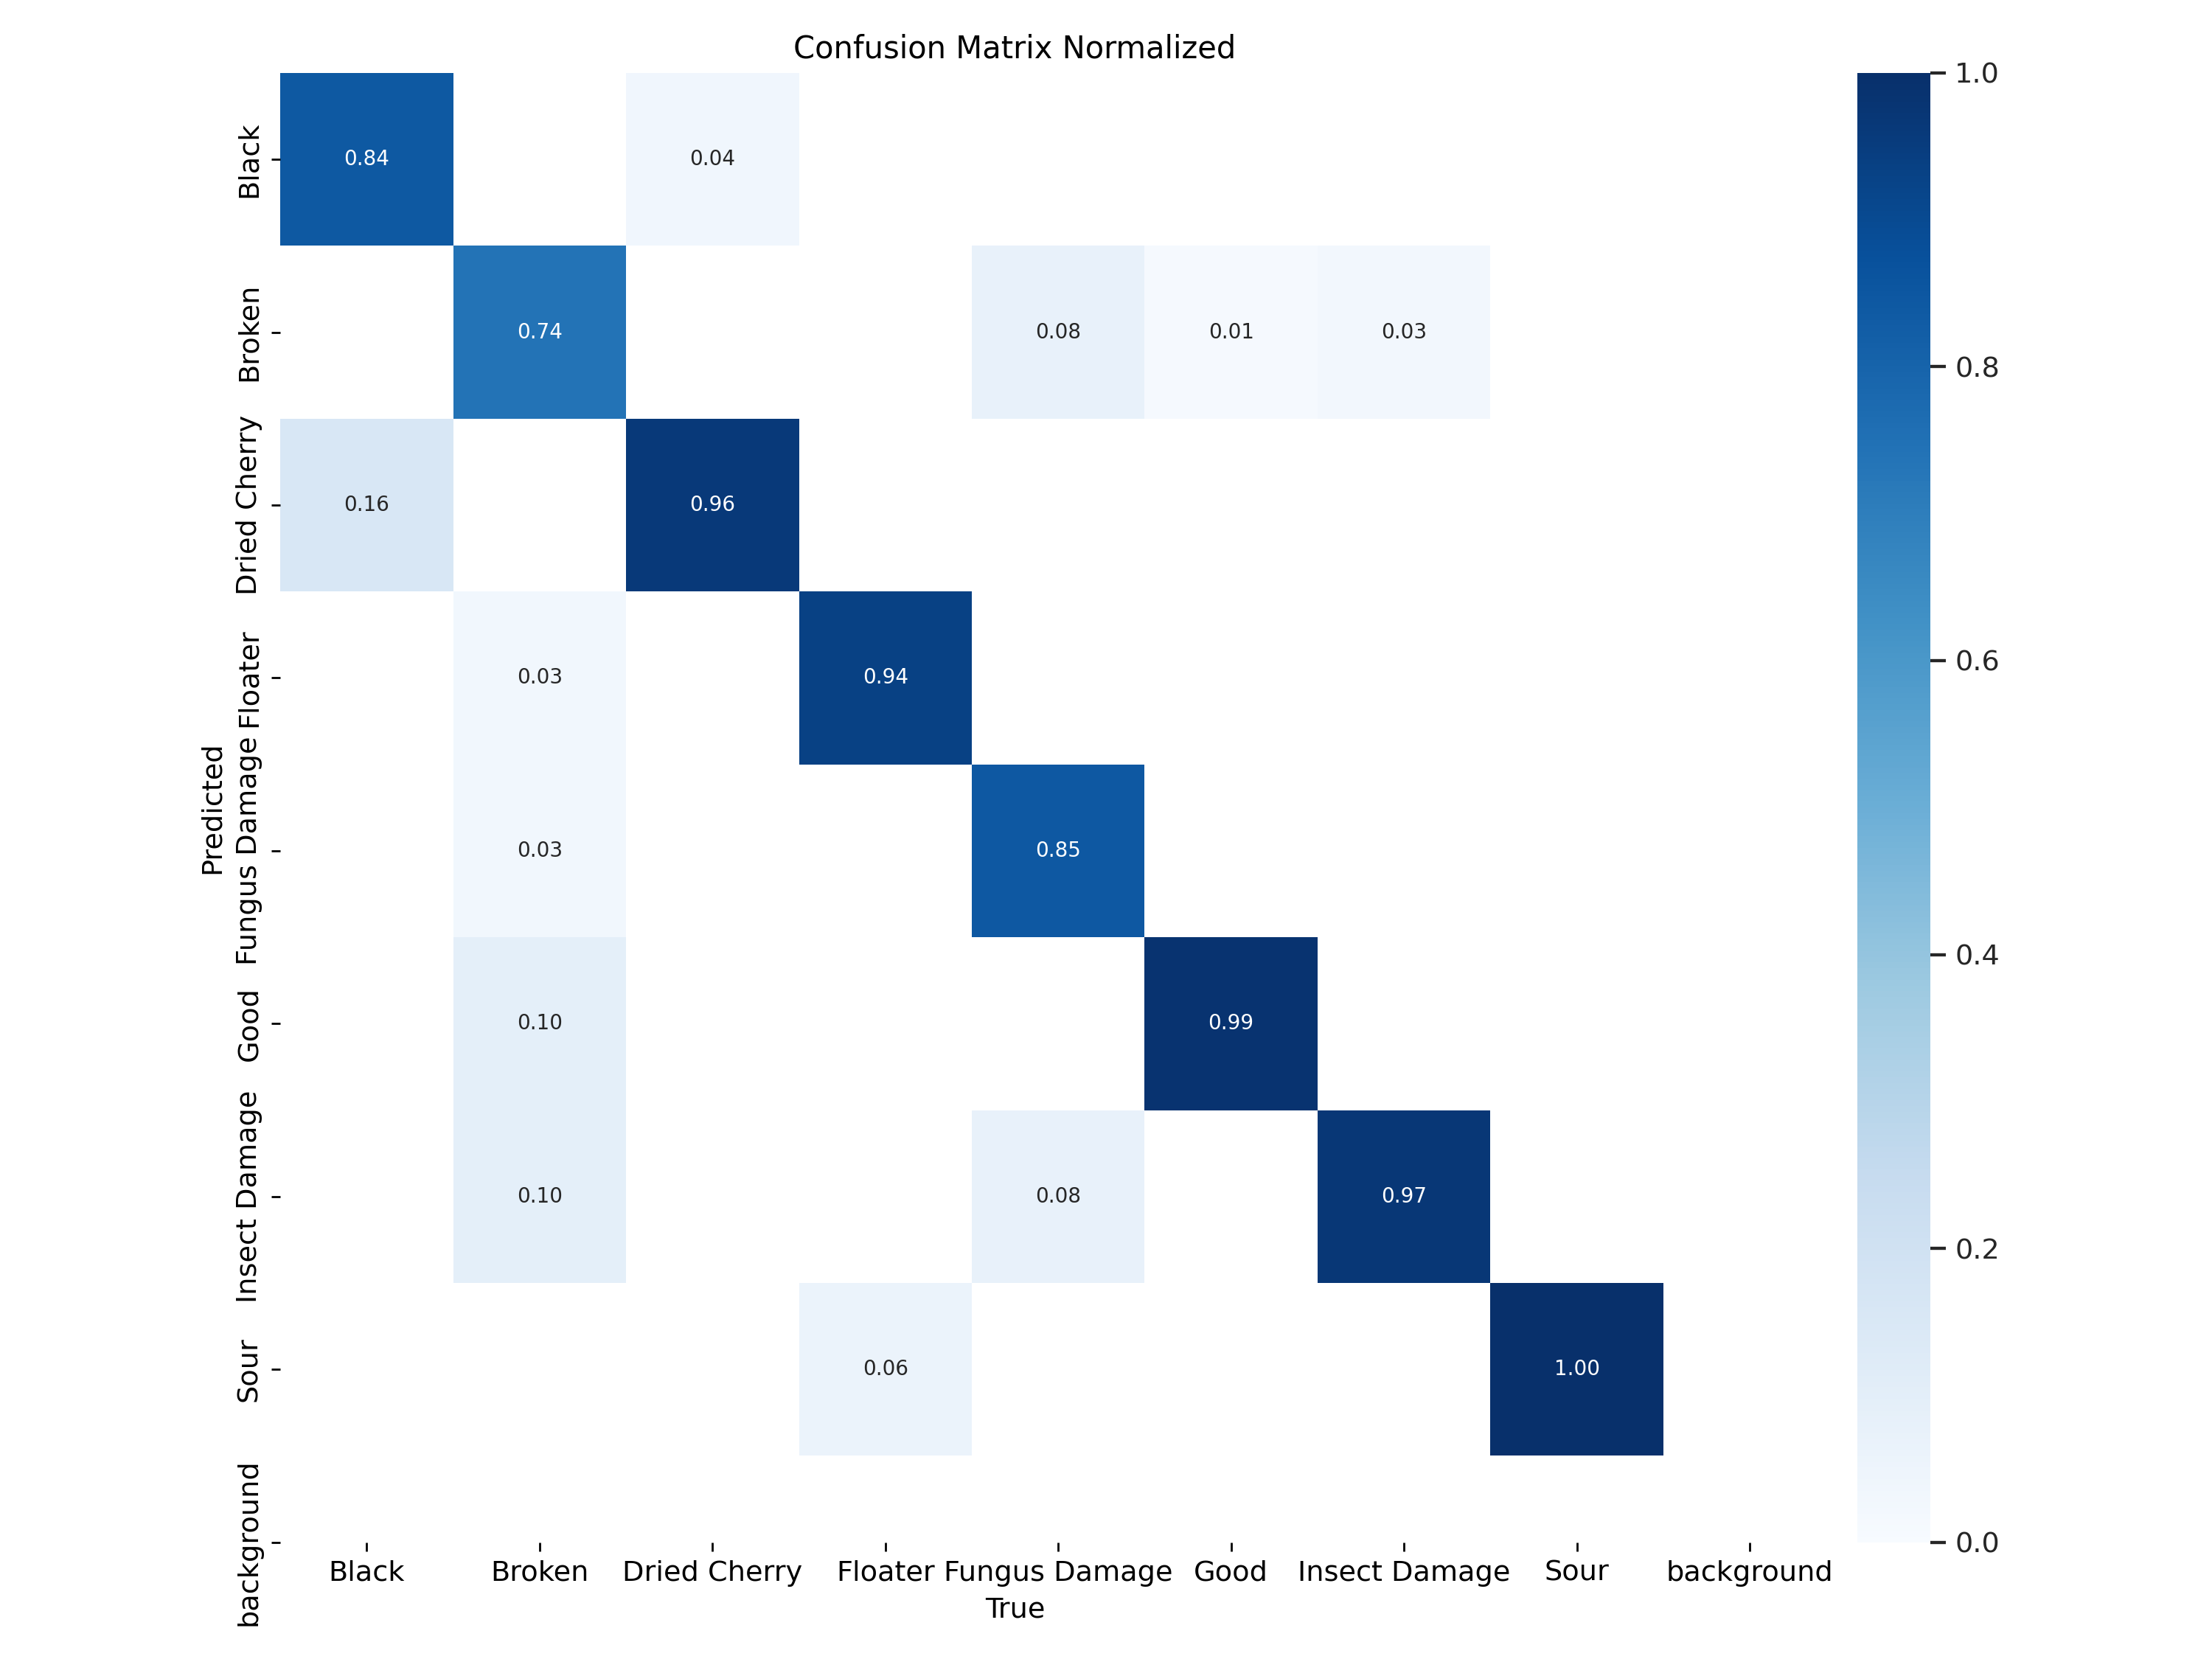 Confusion Matrix Normalized
Black
0.84
0.04
1.0
Broken
0.74
0.08
0.01
0.03
0.8
Dried Cherry
0.16
0.96
0.6
Floater
0.03
0.94
Predicted
Fungus Damage
0.03
0.85
0.4
Good
0.10
0.99
Insect Damage
0.10
0.08
0.97
0.2
Sour
0.06
1.00
background
0.0
Black
Broken
Dried Cherry
Floater
Fungus Damage
Good
Insect Damage
Sour
background
True